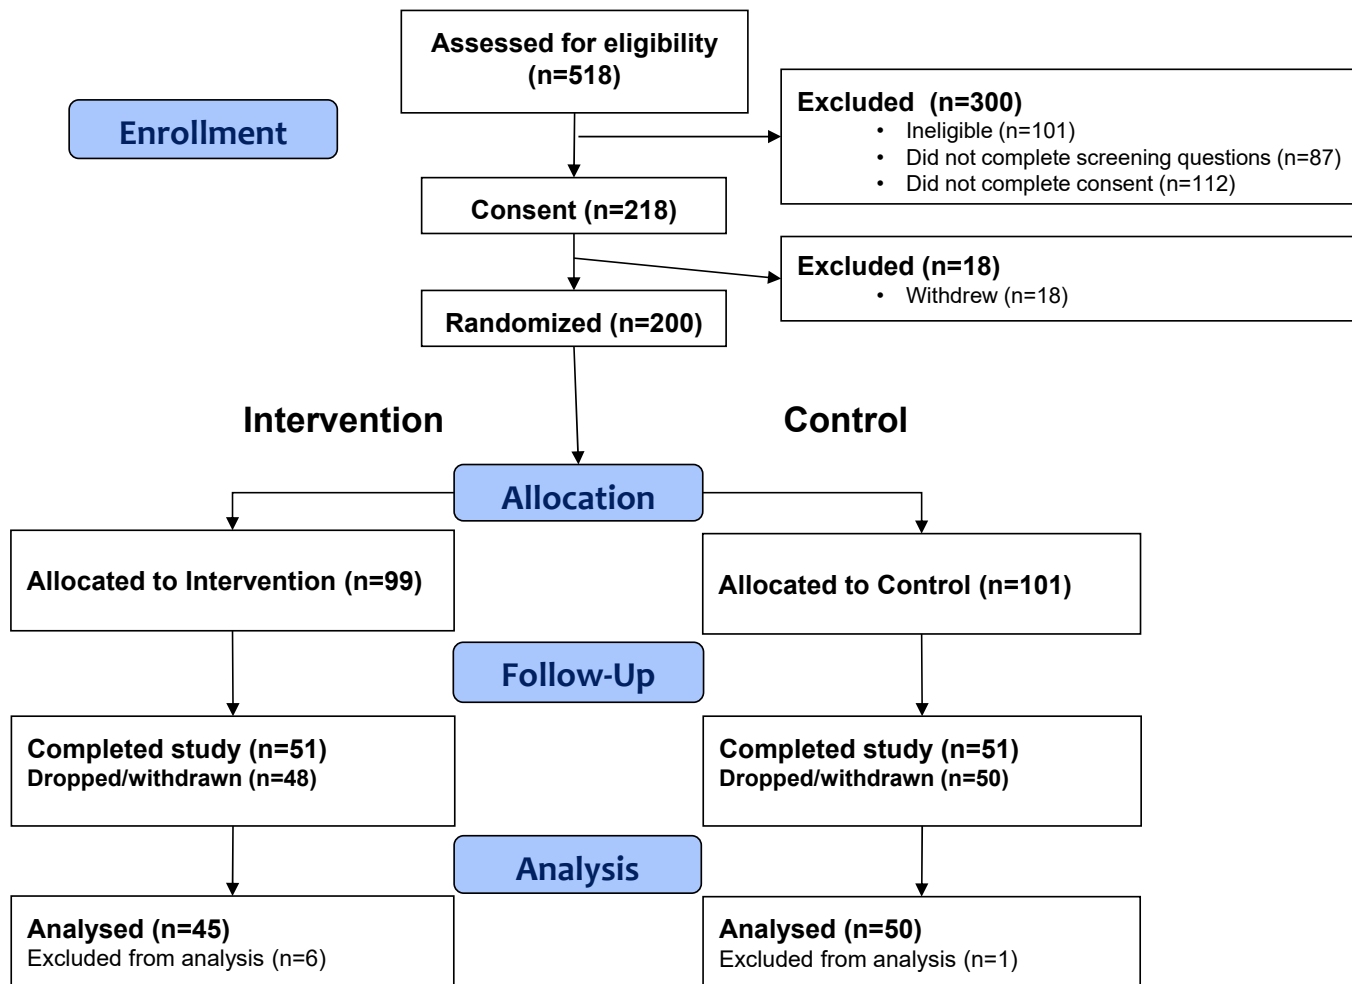 Assessed for eligibility
(n=518)
Enrollment
Excluded  (n=300)
• Ineligible (n=101)
• Did not complete screening questions (n=87)
• Did not complete consent (n=112)
Consent (n=218)
Excluded (n=18)
• Withdrew (n=18)
Randomized (n=200)
Intervention
Control
Allocation
Allocated to Intervention (n=99)
Allocated to Control (n=101)
Follow-Up
Completed study (n=51)
Dropped/withdrawn (n=48)
Completed study (n=51)
Dropped/withdrawn (n=50)
Analysis
Analysed (n=45)
Excluded from analysis (n=6)
Analysed (n=50)
Excluded from analysis (n=1)